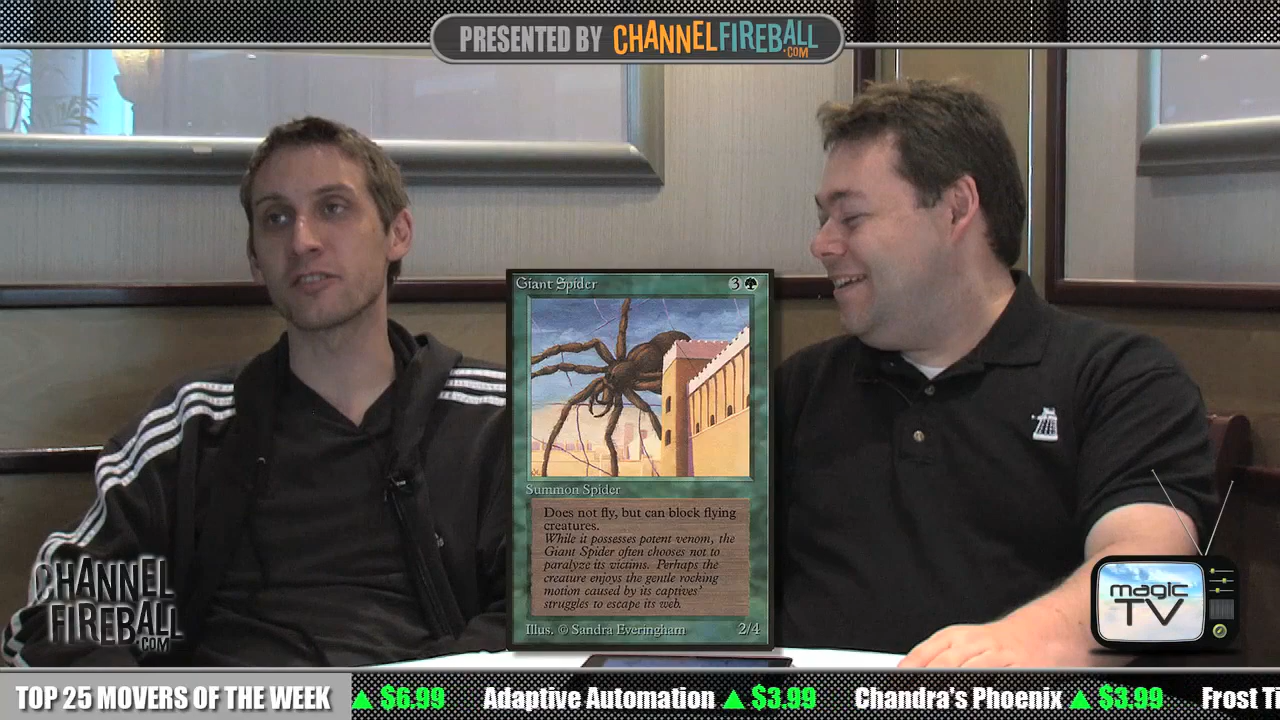 PRESENTED BY CHANNELFIREBALL.COM
Giant Spider 3
Summon Spider
Does not fly, but can block flying
creatures.
While it possesses potent venom, the
Giant Spider often chooses not to
paralyze its victims. Perhaps the
creature enjoys the gentle rocking
motion caused by its captives'
struggles to escape its web.
Illus. © Sandra Everingham 2/4
CHANNEL
FIREBALL
.COM
magic
TV
TOP 25 MOVERS OF THE WEEK ▲ $6.99 Adaptive Automation ▲ $3.99 Chandra's Phoenix ▲ $3.99 Frost Ti